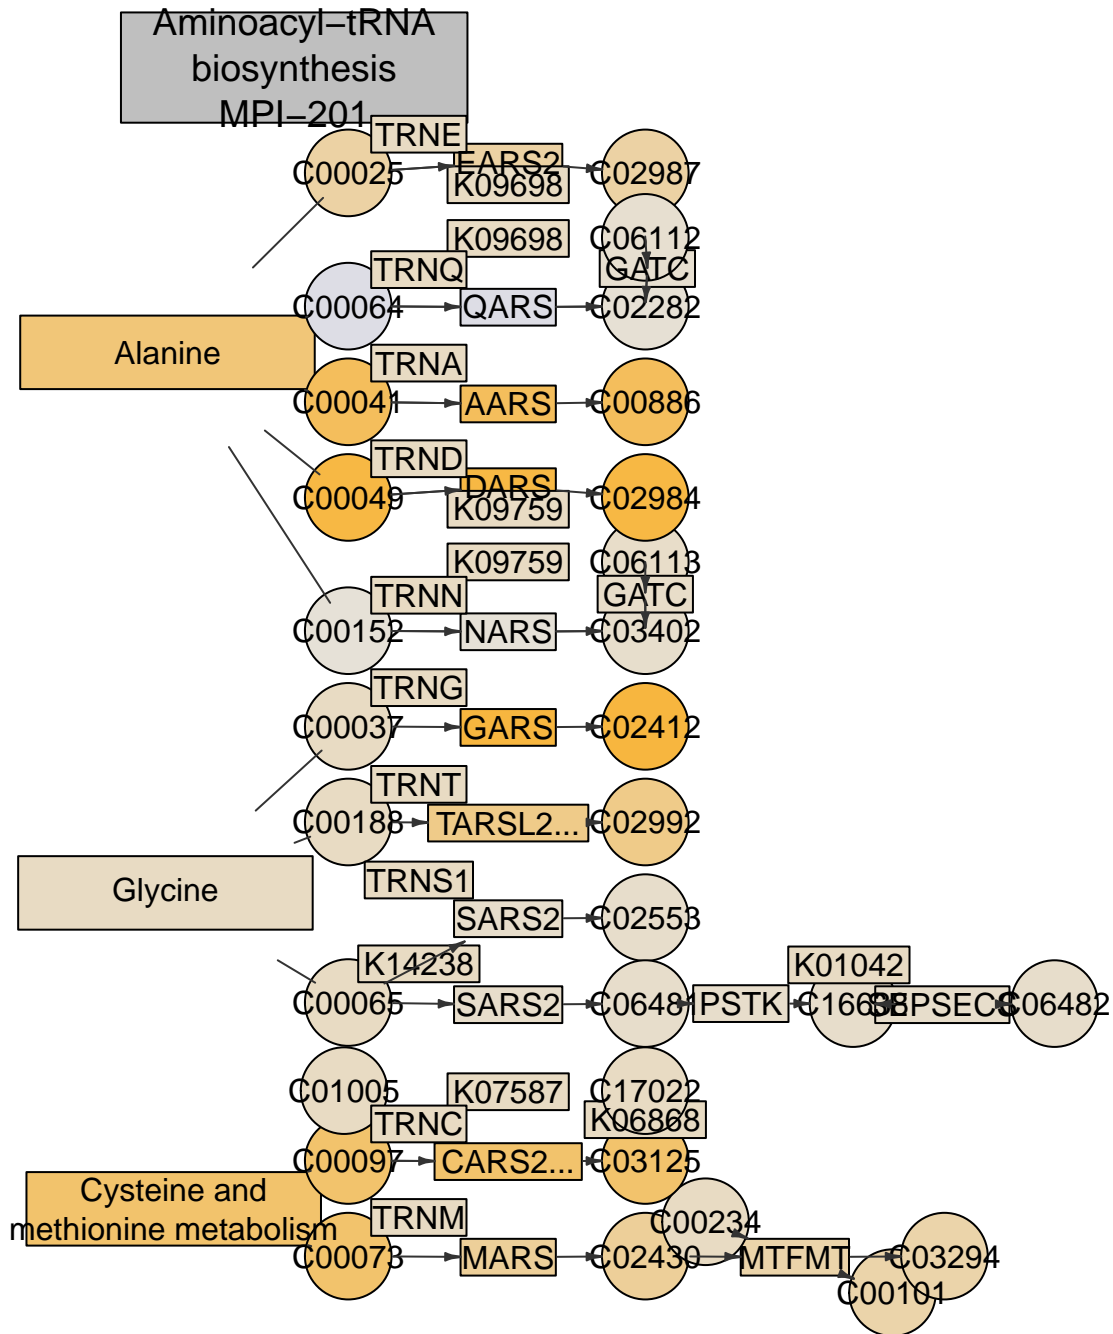 Aminoacyl−tRNA
biosynthesis
MPI−201
TRNE
C00025
EARS2
C02987
K09698
K09698
C06112
TRNQ
GATC
C00064
QARS
C02282
Alanine
TRNA
C00041
AARS
C00886
TRND
C00049
DARS
C02984
K09759
K09759
C06113
TRNN
GATC
C00152
NARS
C03402
TRNG
C00037
GARS
C02412
TRNT
C00188
TARSL2...
C02992
Glycine
TRNS1
SARS2
C02553
K14238
K01042
C00065
SARS2
C06481
PSTK
C16638
SEPSECS
C06482
C01005
K07587
C17022
TRNC
K06868
C00097
CARS2...
C03125
Cysteine and
methionine metabolism
TRNM
C00234
C00073
MARS
C02430
MTFMT
C03294
C00101